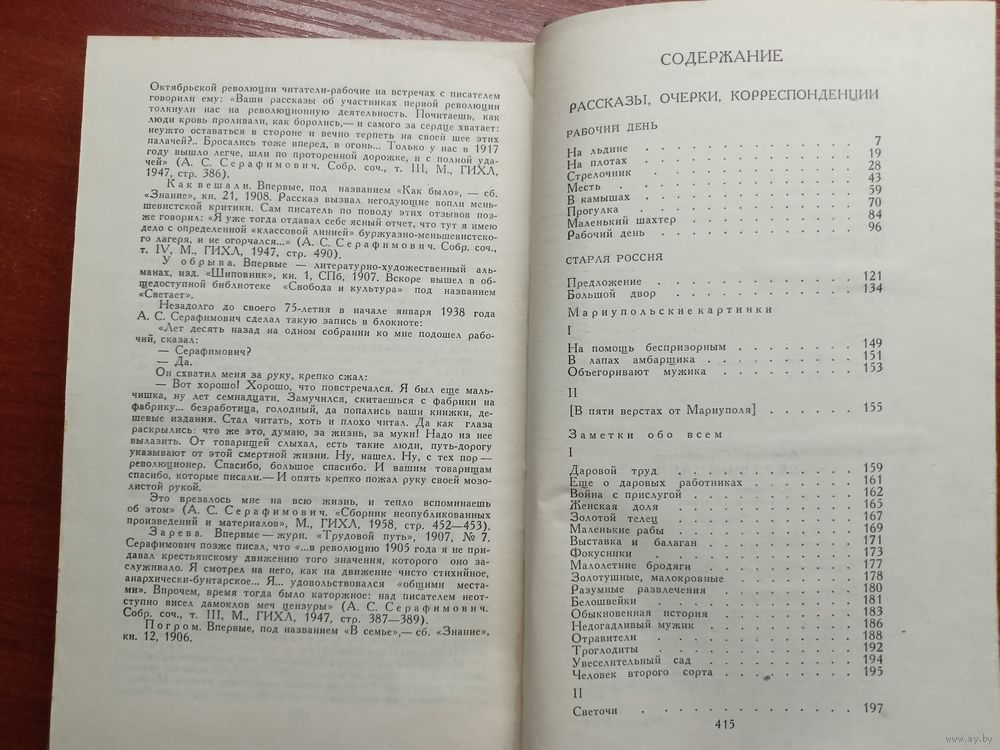 Октябрьской революции читатели-рабочие на встречах с писателем
говорили ему: «Ваши рассказы об участниках первой революции
толкнули нас на революционную деятельность. Почитаешь, как
люди кровь проливали, как боролись,— и самого за сердце хватает:
неужто оставаться в стороне и вечно терпеть на своей шее этих
палачей?.. Бросались тоже вперед, в огонь... Только у нас в 1917
году вышло легче, шли по проторенной дорожке, и с полной уда-
чей» (А. С. Серафимович. Собр. соч., т. III, М., ГИХЛ,
1947, стр. 386).
Как вешали. Впервые, под названием «Как было», — сб.
«Знание», кн. 21, 1908. Рассказ вызвал негодующие вопли мень-
шевистской критики. Сам писатель по поводу этих отзывов поз-
же говорил: «Я уже тогда отдавал себе ясный отчет, что тут я имею
дело с определенной «классовой линией» буржуазно-меньшевистско-
го лагеря, и не огорчался...» (А. С. Серафимович. Собр. соч.,
т. IV, М., ГИХЛ, 1947, стр. 490).
У обрыва. Впервые — литературно-художественный аль-
манах, изд. «Шиповник», кн. 1, СПб, 1907. Вскоре вышел в об-
щедоступной библиотеке «Свобода и культура» под названием
«Светает».
Незадолго до своего 75-летия в начале января 1938 года
А. С. Серафимович сделал такую запись в блокноте:
«Лет десять назад на одном собрании ко мне подошел рабо-
чий, сказал:
— Серафимович?
— Да.
Он схватил меня за руку, крепко сжал:
— Вот хорошо! Хорошо, что повстречался. Я был еще маль-
чишка, ну лет семнадцати. Замучился, скитаешься с фабрики на
фабрику... безработица, голодный, да попались ваши книжки, де-
шевые издания. Стал читать, хоть и плохо читал. Да как глаза
раскрылись: что же это, думаю, за жизнь, за муки! Надо из нее
вылазить. От товарищей слыхал, есть такие люди, путь-дорогу
указывают от этой смертной жизни. Ну, нашел. Ну, с тех пор —
революционер. Спасибо, большое спасибо. И вашим товарищам
спасибо, которые писали.— И опять крепко пожал руку своей мозо-
листой рукой.
Это врезалось мне на всю жизнь, и тепло вспоминаешь
об этом» (А. С. Серафимович. «Сборник неопубликованных
произведений и материалов», М., ГИХЛ, 1958, стр. 452—453).
Зарева. Впервые — журн. «Трудовой путь», 1907, № 7.
Серафимович позже писал, что «...в революцию 1905 года я не при-
давал крестьянскому движению того значения, которого оно за-
служивало. Я смотрел на него, как на движение чисто стихийное,
анархически-бунтарское... Я... удовольствовался «общими места-
ми». Впрочем, время тогда было каторжное: над писателем неот-
ступно висел дамоклов меч цензуры» (А. С. Серафимович.
Собр. соч., т. III, М., ГИХЛ, 1947, стр. 387—389).
Погром. Впервые, под названием «В семье»,— сб. «Знание»,
кн. 12, 1906.
СОДЕРЖАНИЕ
РАССКАЗЫ, ОЧЕРКИ, КОРРЕСПОНДЕНЦИИ
РАБОЧИЙ ДЕНЬ
На льдине . . . . . . . . . . 7
На плотах . . . . . . . . . . 19
Стрелочник . . . . . . . . . . 28
Месть . . . . . . . . . . 43
В камышах . . . . . . . . . . 59
Прогулка . . . . . . . . . . 70
Маленький шахтер . . . . . . . . . . 84
Рабочий день . . . . . . . . . . 96
СТАРАЯ РОССИЯ
Предложение . . . . . . . . . . 121
Большой двор . . . . . . . . . . 134
Мариупольские картинки
I
На помощь беспризорным . . . . . . . . 149
В лапах амбарщика . . . . . . . . . 151
Объегоривают мужика . . . . . . . . . 153
II
[В пяти верстах от Мариуполя] . . . . . . . 155
Заметки обо всем
I
Даровой труд . . . . . . . . . . 159
Еще о даровых работниках . . . . . . . . 161
Война с прислугой . . . . . . . . . . 162
Женская доля . . . . . . . . . . 165
Золотой телец . . . . . . . . . . 167
Маленькие рабы . . . . . . . . . . 169
Выставка и балаган . . . . . . . . . . 171
Фокусники . . . . . . . . . . 173
Малолетние бродяги . . . . . . . . . . 177
Золотушные, малокровные . . . . . . . . 178
Разумные развлечения . . . . . . . . . 180
Белошвейки . . . . . . . . . . 181
Обыкновенная история . . . . . . . . . 183
Недогадливый мужик . . . . . . . . . 186
Отравители . . . . . . . . . . 188
Троглодиты . . . . . . . . . . 192
Увеселительный сад . . . . . . . . . 194
Человек второго сорта . . . . . . . . . 195
II
Светочи . . . . . . . . . . 197
415
www.ay.by